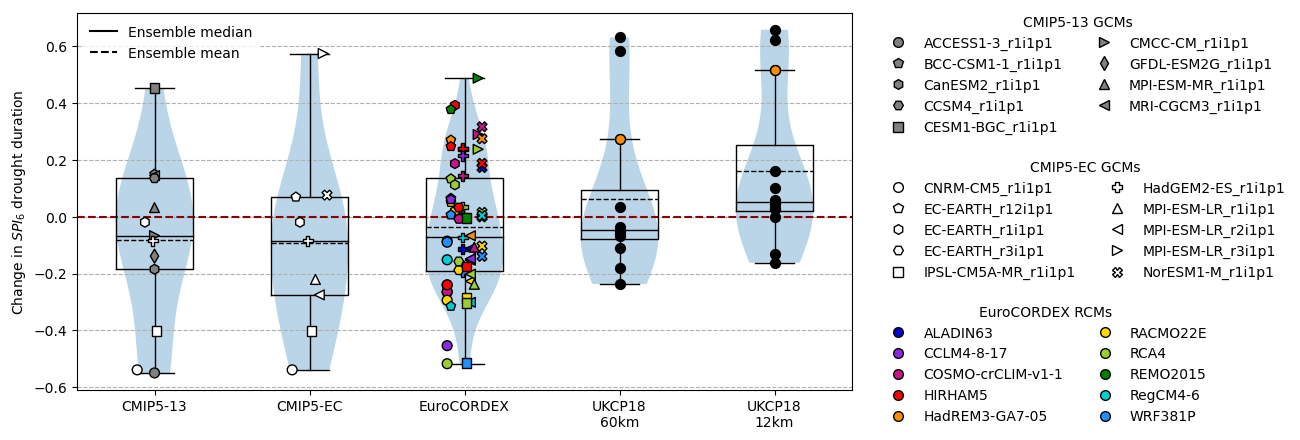 Change in SPI6 drought duration
0.6
0.4
0.2
0.0
−0.2
−0.4
−0.6
Ensemble median
Ensemble mean
CMIP5-13
CMIP5-EC
EuroCORDEX
UKCP18
60km
UKCP18
12km
CMIP5-13 GCMs
ACCESS1-3_r1i1p1
BCC-CSM1-1_r1i1p1
CanESM2_r1i1p1
CCSM4_r1i1p1
CESM1-BGC_r1i1p1
CMCC-CM_r1i1p1
GFDL-ESM2G_r1i1p1
MPI-ESM-MR_r1i1p1
MRI-CGCM3_r1i1p1
CMIP5-EC GCMs
CNRM-CM5_r1i1p1
EC-EARTH_r12i1p1
EC-EARTH_r1i1p1
EC-EARTH_r3i1p1
IPSL-CM5A-MR_r1i1p1
HadGEM2-ES_r1i1p1
MPI-ESM-LR_r1i1p1
MPI-ESM-LR_r2i1p1
MPI-ESM-LR_r3i1p1
NorESM1-M_r1i1p1
EuroCORDEX RCMs
ALADIN63
CCLM4-8-17
COSMO-crCLIM-v1-1
HIRHAM5
HadREM3-GA7-05
RACMO22E
RCA4
REMO2015
RegCM4-6
WRF381P